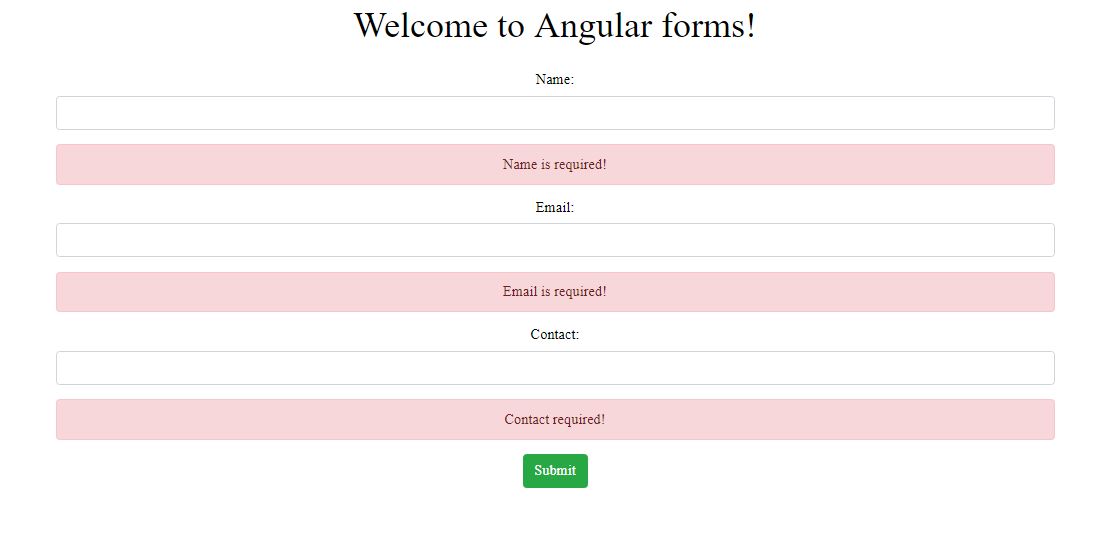 Welcome to Angular forms!
Name:
Name is required!
Email:
Email is required!
Contact:
Contact required!
Submit